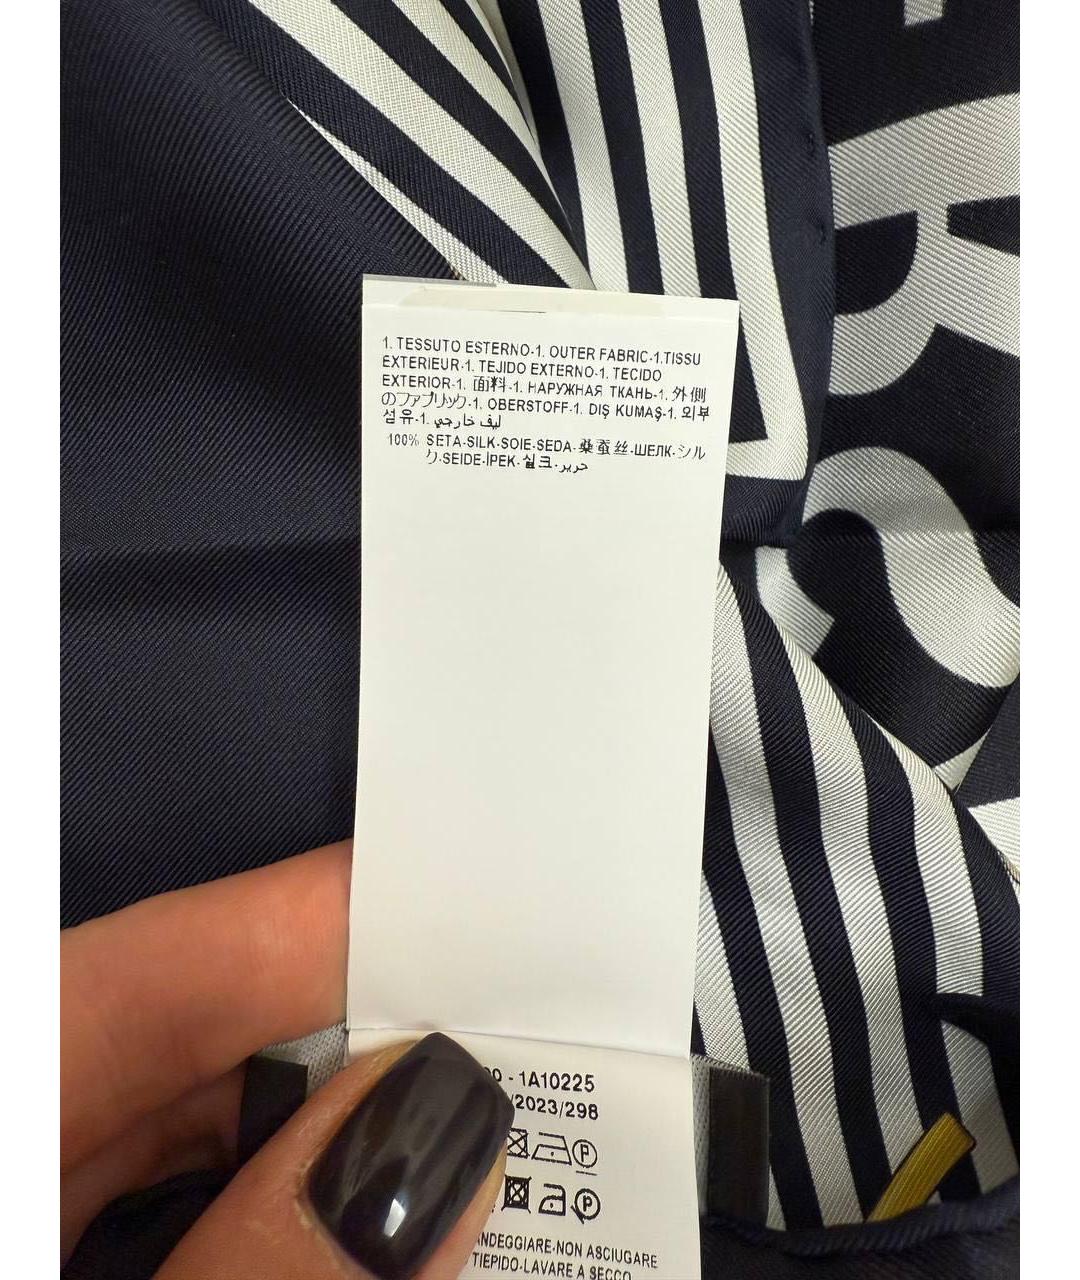 1. TESSUTO ESTERNO-1. OUTER FABRIC-1.TISSU
EXTERIEUR-1. TEJIDO EXTERNO-1. TECIDO
EXTERIOR-1. 面料-1. НАРУЖНАЯ ТКАНЬ-1. 外側
のファブリック-1. OBERSTOFF-1. DIŞ KUMAŞ-1. 외부
섬유-1. ليف خارجي
100% SETA-SILK-SOIE-SEDA-桑蚕丝-ШЕЛК-シル
ク-SEIDE-İPEK-실크-حرير
- 1A10225
/2023/298
P
P
NON ASCIUGARE
TIEPIDO-LAVARE A SECCO